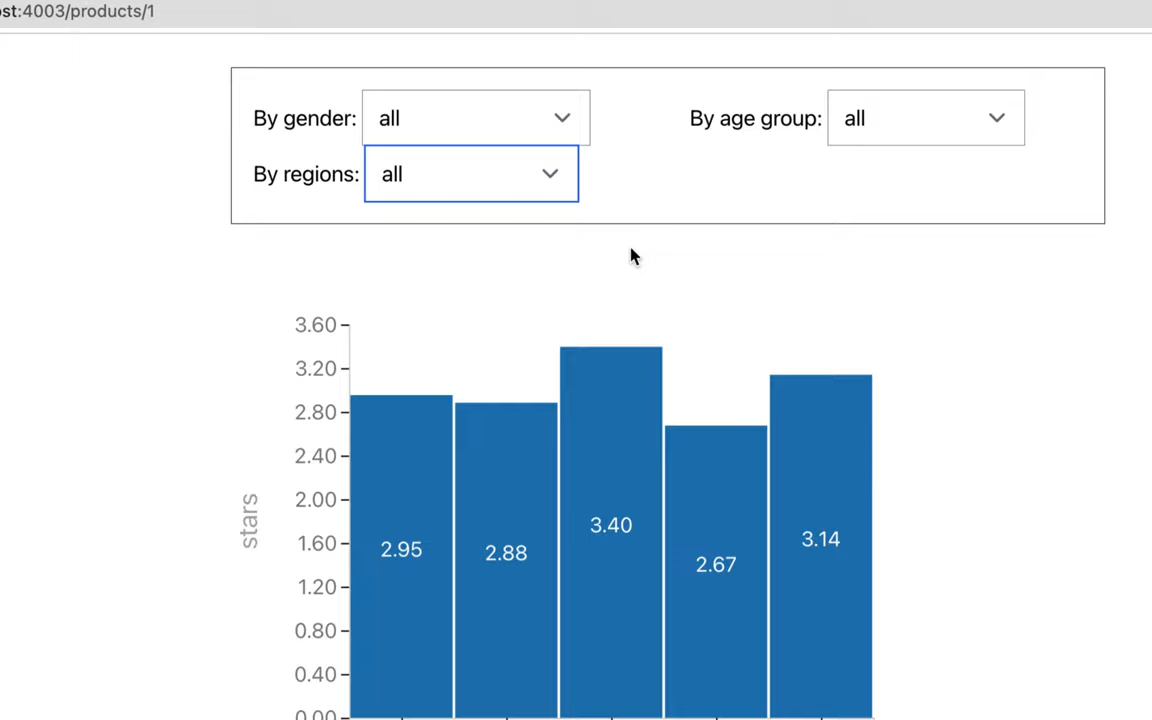 ost:4003/products/1
By gender: all By age group: all
By regions: all
3.60
3.20
2.80
2.40
2.00
1.60
1.20
0.80
0.40
0.00
stars
2.95 2.88 3.40 2.67 3.14